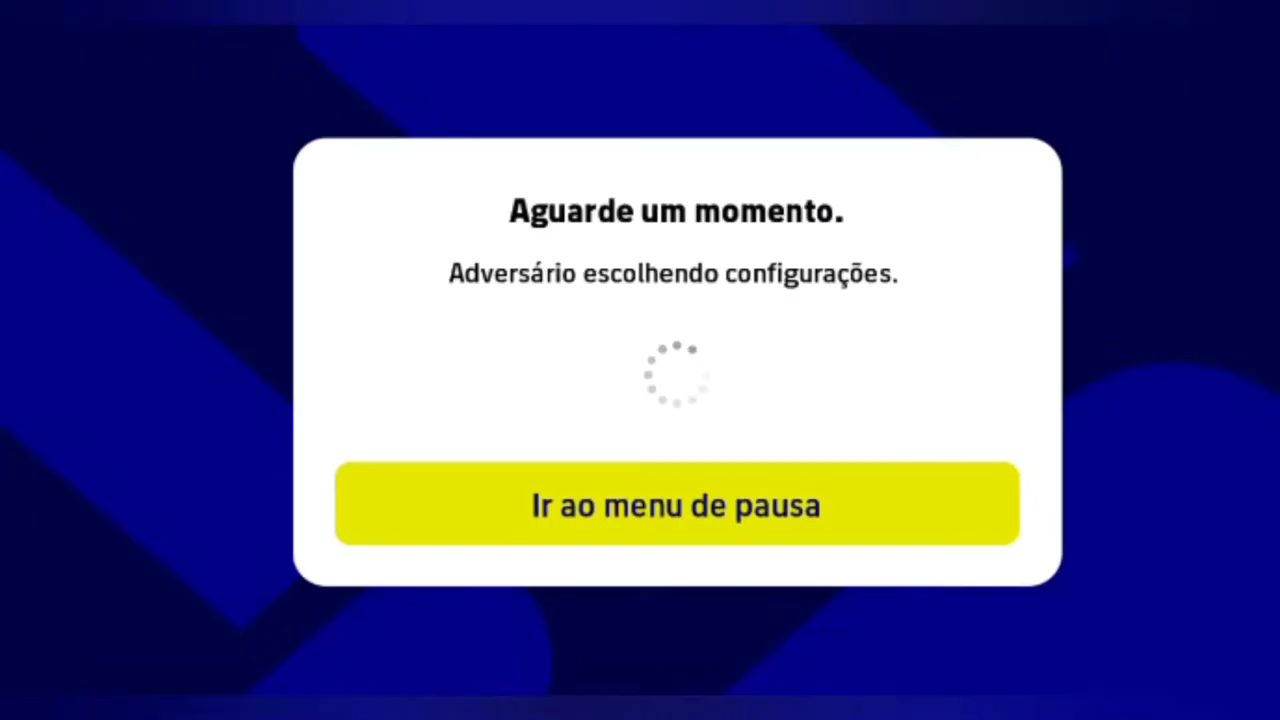 Aguarde um momento.
Adversário escolhendo configurações.
Ir ao menu de pausa